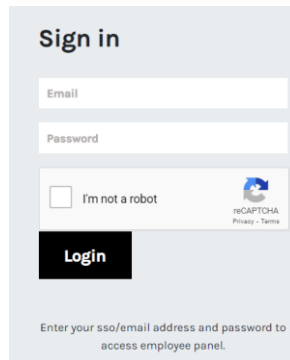 Sign in
Email
Password
I'm not a robot
reCAPTCHA
Privacy - Terms
Login
Enter your sso/email address and password to
access employee panel.